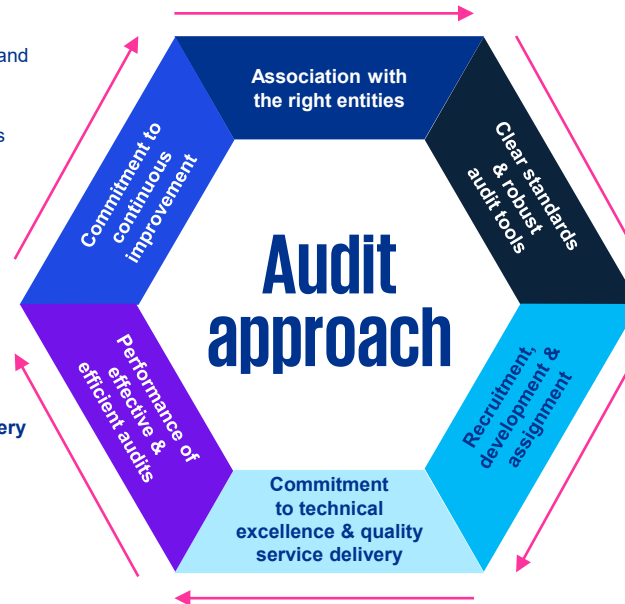 and
s
ery
Association with
the right entities
Clear standards
& robust
audit tools
Recruitment,
development &
assignment
Commitment
to technical
excellence & quality
service delivery
Performance of
effective &
efficient audits
Commitment to
continuous
improvement
Audit
approach